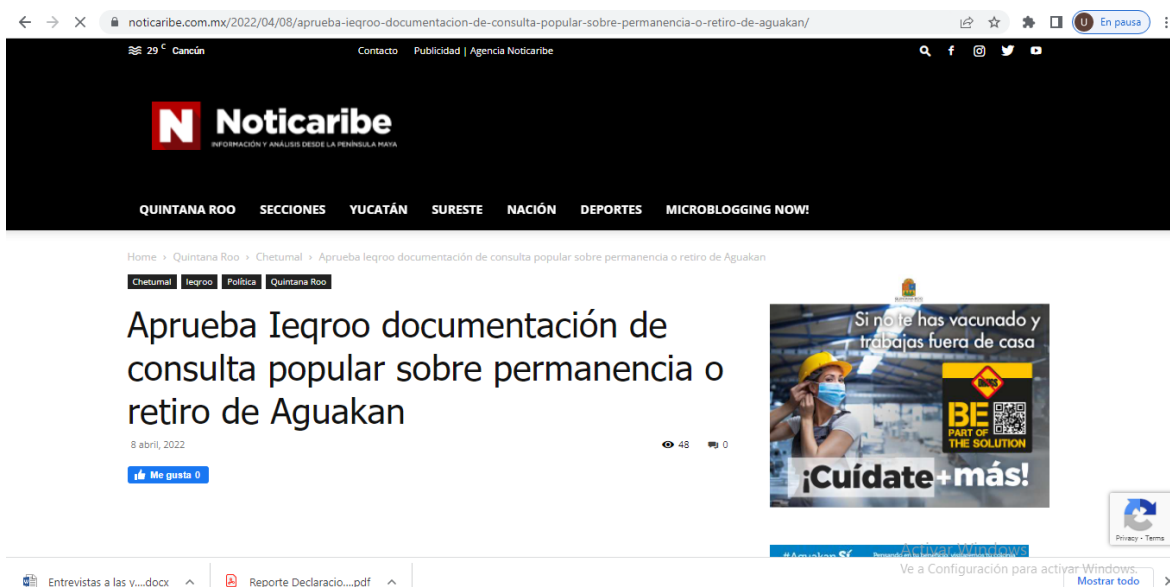 noticaribe.com.mx/2022/04/08/aprueba-ieqroo-documentacion-de-consulta-popular-sobre-permanencia-o-retiro-de-aguakan/
U En pausa
29 C Cancún Contacto Publicidad | Agencia Noticaribe
N Noticaribe
INFORMACIÓN Y ANÁLISIS DESDE LA PENÍNSULA MAYA
QUINTANA ROO SECCIONES YUCATÁN SURESTE NACIÓN DEPORTES MICROBLOGGING NOW!
Home › Quintana Roo › Chetumal › Aprueba Ieqroo documentación de consulta popular sobre permanencia o retiro de Aguakan
Chetumal Ieqroo Política Quintana Roo
Aprueba Ieqroo documentación de
consulta popular sobre permanencia o
retiro de Aguakan
8 abril, 2022 48 0
Me gusta 0
Si no te has vacunado y
trabajas fuera de casa
BE
PART OF
THE SOLUTION
¡Cuídate+más!
Privacy - Terms
#Aguakan Sí
Activar Windows
Ve a Configuración para activar Windows.
Entrevistas a las y....docx Reporte Declaracio....pdf Mostrar todo